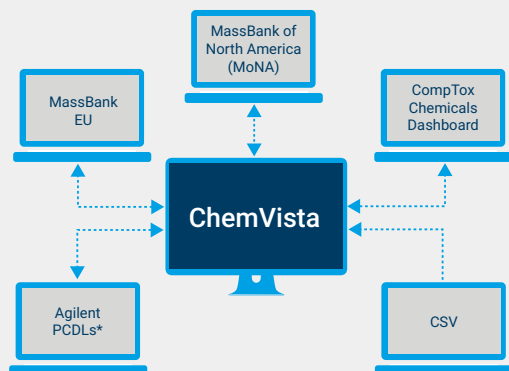 MassBank of
North America
(MoNA)
MassBank
EU
CompTox
Chemicals
Dashboard
ChemVista
Agilent
PCDLs*
CSV